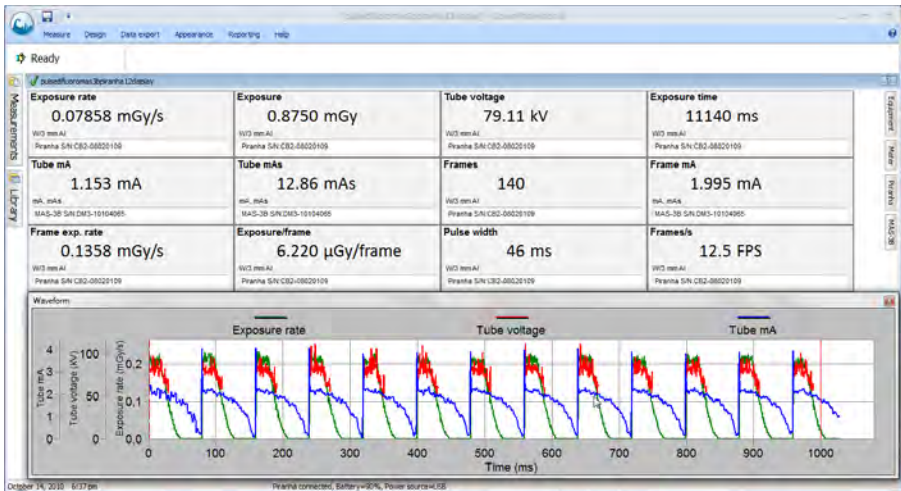 Measure Design Data export Appearance Reporting Help
Ready
Measurements
Library
Equipment
Meter
Piranha
MAS-3B
Exposure rate
0.07858 mGy/s
W/3 mm Al
Piranha S/N:CB2-08020109
Exposure
0.8750 mGy
W/3 mm Al
Piranha S/N:CB2-08020109
Tube voltage
79.11 kV
W/3 mm Al
Piranha S/N:CB2-08020109
Exposure time
11140 ms
W/3 mm Al
Piranha S/N:CB2-08020109
Tube mA
1.153 mA
mA, mAs
MAS-3B S/N:DM3-10104065
Tube mAs
12.86 mAs
mA, mAs
MAS-3B S/N:DM3-10104065
Frames
140
W/3 mm Al
Piranha S/N:CB2-08020109
Frame mA
1.995 mA
mA, mAs
MAS-3B S/N:DM3-10104065
Frame exp. rate
0.1358 mGy/s
W/3 mm Al
Piranha S/N:CB2-08020109
Exposure/frame
6.220 µGy/frame
W/3 mm Al
Piranha S/N:CB2-08020109
Pulse width
46 ms
W/3 mm Al
Piranha S/N:CB2-08020109
Frames/s
12.5 FPS
W/3 mm Al
Piranha S/N:CB2-08020109
Waveform
Exposure rate Tube voltage Tube mA
Tube mA
4
3
2
1
0
Tube voltage (kV)
100
50
0
Exposure rate (mGy/s)
0,2
0,1
0,0
0 100 200 300 400 500 600 700 800 900 1000
Time (ms)
October 14, 2010 6:37 pm Piranha connected, Battery=90%, Power source=USB